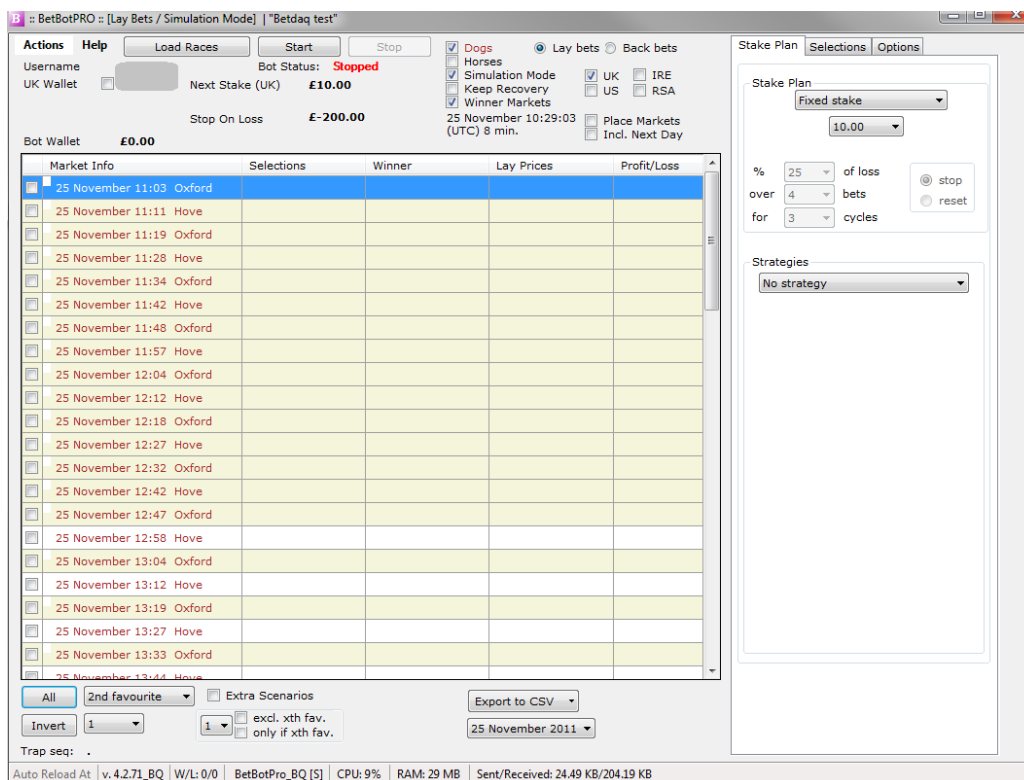 B :: BetBotPRO :: [Lay Bets / Simulation Mode] | "Betdaq test"
Actions Help Load Races Start Stop
Username Bot Status: Stopped
UK Wallet Next Stake (UK) £10.00
Stop On Loss £-200.00
Bot Wallet £0.00
Dogs Lay bets Back bets
Horses
Simulation Mode UK IRE
Keep Recovery US RSA
Winner Markets
25 November 10:29:03 Place Markets
(UTC) 8 min. Incl. Next Day
Market Info Selections Winner Lay Prices Profit/Loss
25 November 11:03 Oxford
25 November 11:11 Hove
25 November 11:19 Oxford
25 November 11:28 Hove
25 November 11:34 Oxford
25 November 11:42 Hove
25 November 11:48 Oxford
25 November 11:57 Hove
25 November 12:04 Oxford
25 November 12:12 Hove
25 November 12:18 Oxford
25 November 12:27 Hove
25 November 12:32 Oxford
25 November 12:42 Hove
25 November 12:47 Oxford
25 November 12:58 Hove
25 November 13:04 Oxford
25 November 13:12 Hove
25 November 13:19 Oxford
25 November 13:27 Hove
25 November 13:33 Oxford
25 November 13:44 Hove
All 2nd favourite Extra Scenarios Export to CSV
Invert 1 1 excl. xth fav. 25 November 2011
only if xth fav.
Trap seq: .
Stake Plan Selections Options
Stake Plan
Fixed stake
10.00
% 25 of loss stop
over 4 bets reset
for 3 cycles
Strategies
No strategy
Auto Reload At v. 4.2.71_BQ W/L: 0/0 BetBotPro_BQ [S] CPU: 9% RAM: 29 MB Sent/Received: 24.49 KB/204.19 KB